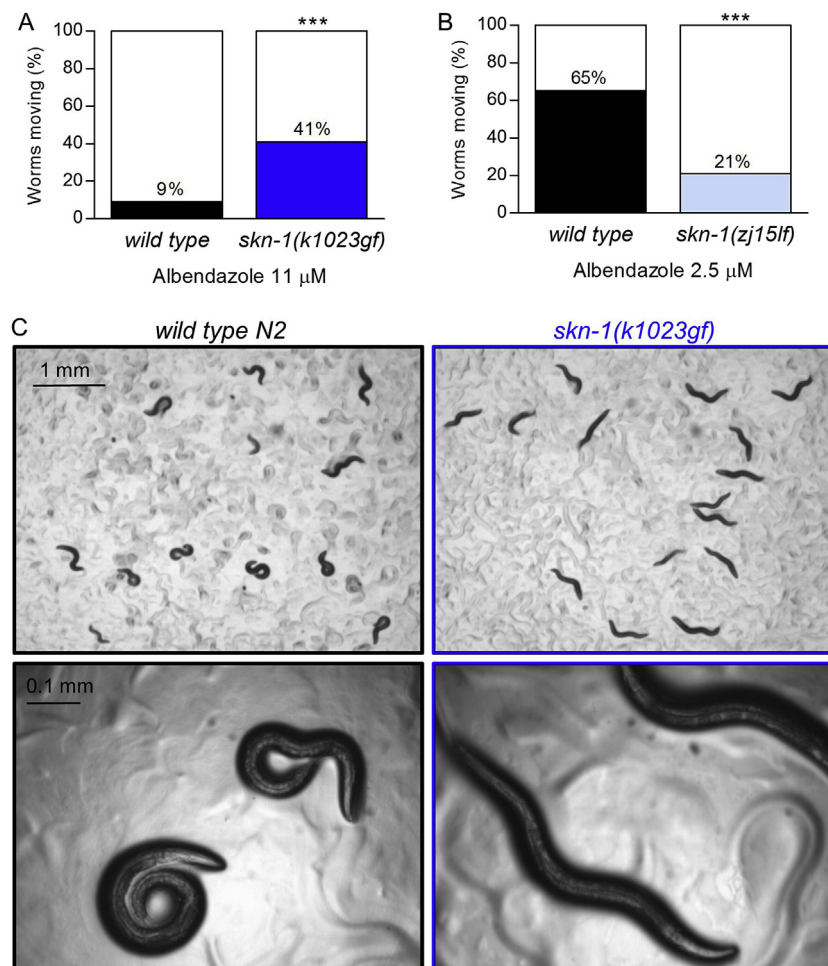 A
Worms moving (%)
100
80
60
40
20
0
***
9%
41%
wild type
skn-1(k1023gf)
Albendazole 11 μM
B
Worms moving (%)
100
80
60
40
20
0
***
65%
21%
wild type
skn-1(zj15lf)
Albendazole 2.5 μM
C
wild type N2
skn-1(k1023gf)
1 mm
0.1 mm